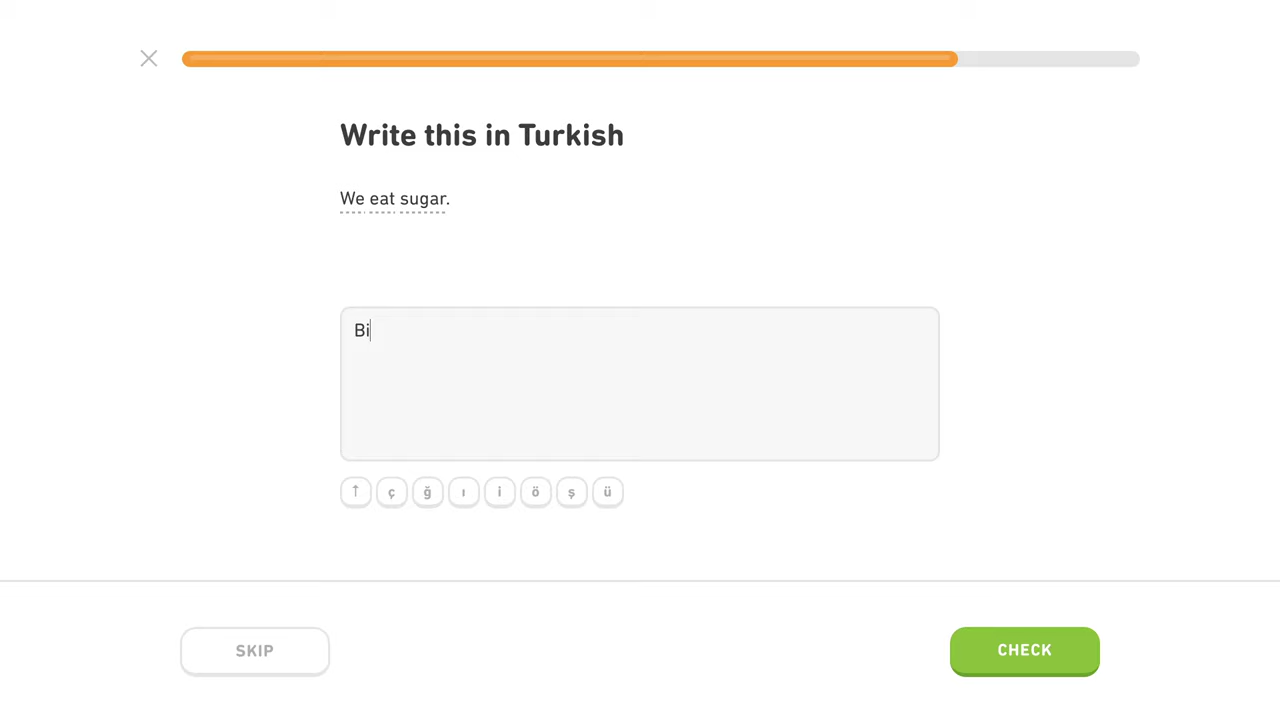 Write this in Turkish
We eat sugar.
Bi
↑ ç ğ ı i ö ş ü
SKIP
CHECK